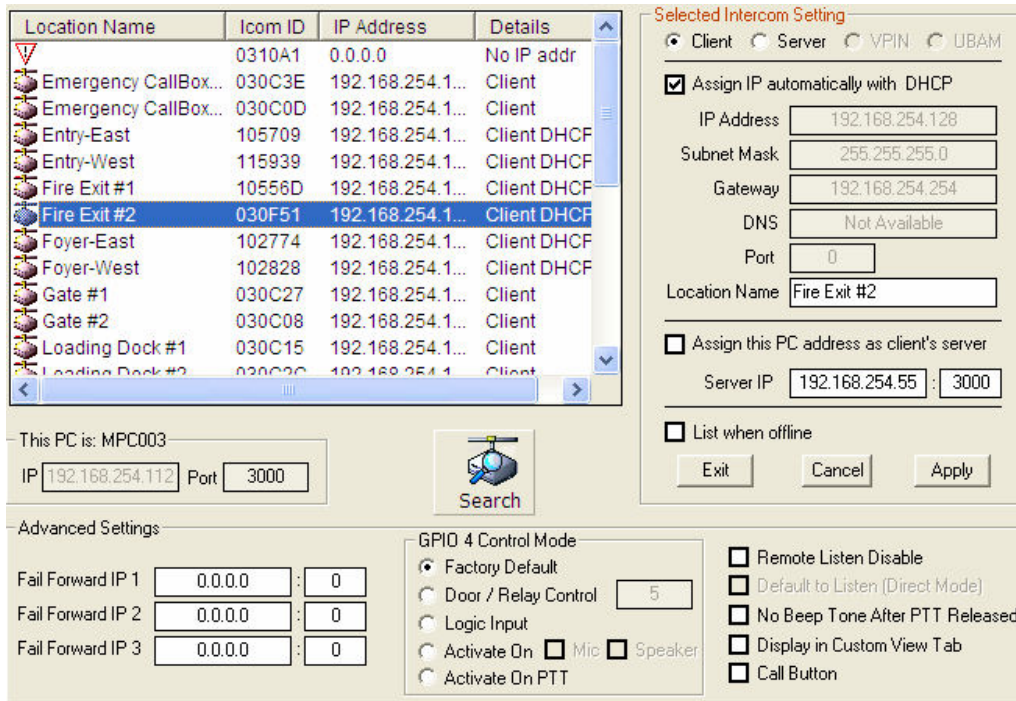 Location Name Icom ID IP Address Details
0310A1 0.0.0.0 No IP addr
Emergency CallBox... 030C3E 192.168.254.1... Client
Emergency CallBox... 030C0D 192.168.254.1... Client
Entry-East 105709 192.168.254.1... Client DHCP
Entry-West 115939 192.168.254.1... Client DHCP
Fire Exit #1 10556D 192.168.254.1... Client DHCP
Fire Exit #2 030F51 192.168.254.1... Client DHCP
Foyer-East 102774 192.168.254.1... Client DHCP
Foyer-West 102828 192.168.254.1... Client DHCP
Gate #1 030C27 192.168.254.1... Client
Gate #2 030C08 192.168.254.1... Client
Loading Dock #1 030C15 192.168.254.1... Client
Loading Dock #2 030C2C 192.168.254.1... Client
Selected Intercom Setting
Client Server VPIN UBAM
Assign IP automatically with DHCP
IP Address 192.168.254.128
Subnet Mask 255.255.255.0
Gateway 192.168.254.254
DNS Not Available
Port 0
Location Name Fire Exit #2
Assign this PC address as client's server
Server IP 192.168.254.55 : 3000
List when offline
Exit Cancel Apply
This PC is: MPC003
IP 192.168.254.112 Port 3000
Search
Advanced Settings
Fail Forward IP 1 0.0.0.0 : 0
Fail Forward IP 2 0.0.0.0 : 0
Fail Forward IP 3 0.0.0.0 : 0
GPIO 4 Control Mode
Factory Default
Door / Relay Control 5
Logic Input
Activate On Mic Speaker
Activate On PTT
Remote Listen Disable
Default to Listen (Direct Mode)
No Beep Tone After PTT Released
Display in Custom View Tab
Call Button